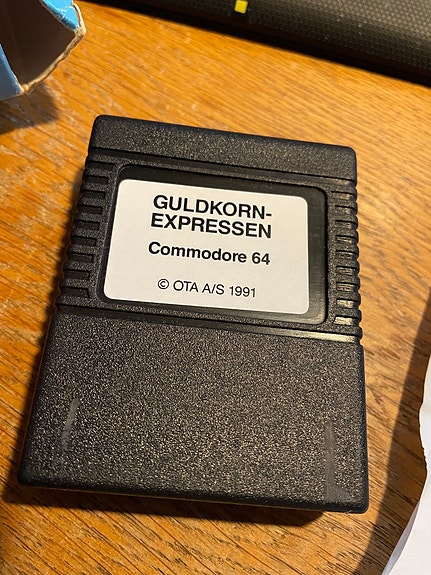 GULDKORN-
EXPRESSEN
Commodore 64
© OTA A/S 1991